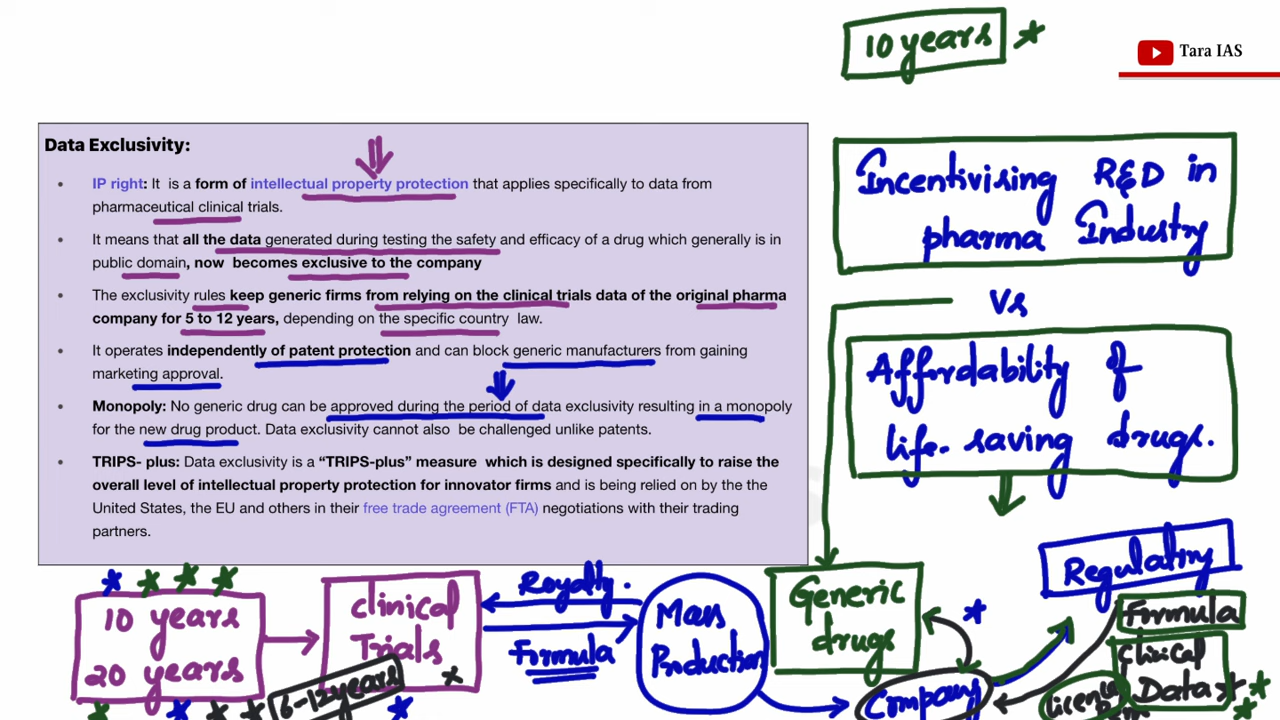 10 years
Tara IAS
Data Exclusivity:
• IP right: It is a form of intellectual property protection that applies specifically to data from
pharmaceutical clinical trials.
• It means that all the data generated during testing the safety and efficacy of a drug which generally is in
public domain, now becomes exclusive to the company
• The exclusivity rules keep generic firms from relying on the clinical trials data of the original pharma
company for 5 to 12 years, depending on the specific country law.
• It operates independently of patent protection and can block generic manufacturers from gaining
marketing approval.
• Monopoly: No generic drug can be approved during the period of data exclusivity resulting in a monopoly
for the new drug product. Data exclusivity cannot also be challenged unlike patents.
• TRIPS- plus: Data exclusivity is a “TRIPS-plus” measure which is designed specifically to raise the
overall level of intellectual property protection for innovator firms and is being relied on by the the
United States, the EU and others in their free trade agreement (FTA) negotiations with their trading
partners.
Incentivising R&D in
pharma Industry
Vs
Affordability of
life-saving drugs.
10 years
20 years
Clinical
Trials
6-12 years
Royalty.
Formula
Mass
Production
Generic
drugs
Company
Regulating
Formula
Clinical
Data
license